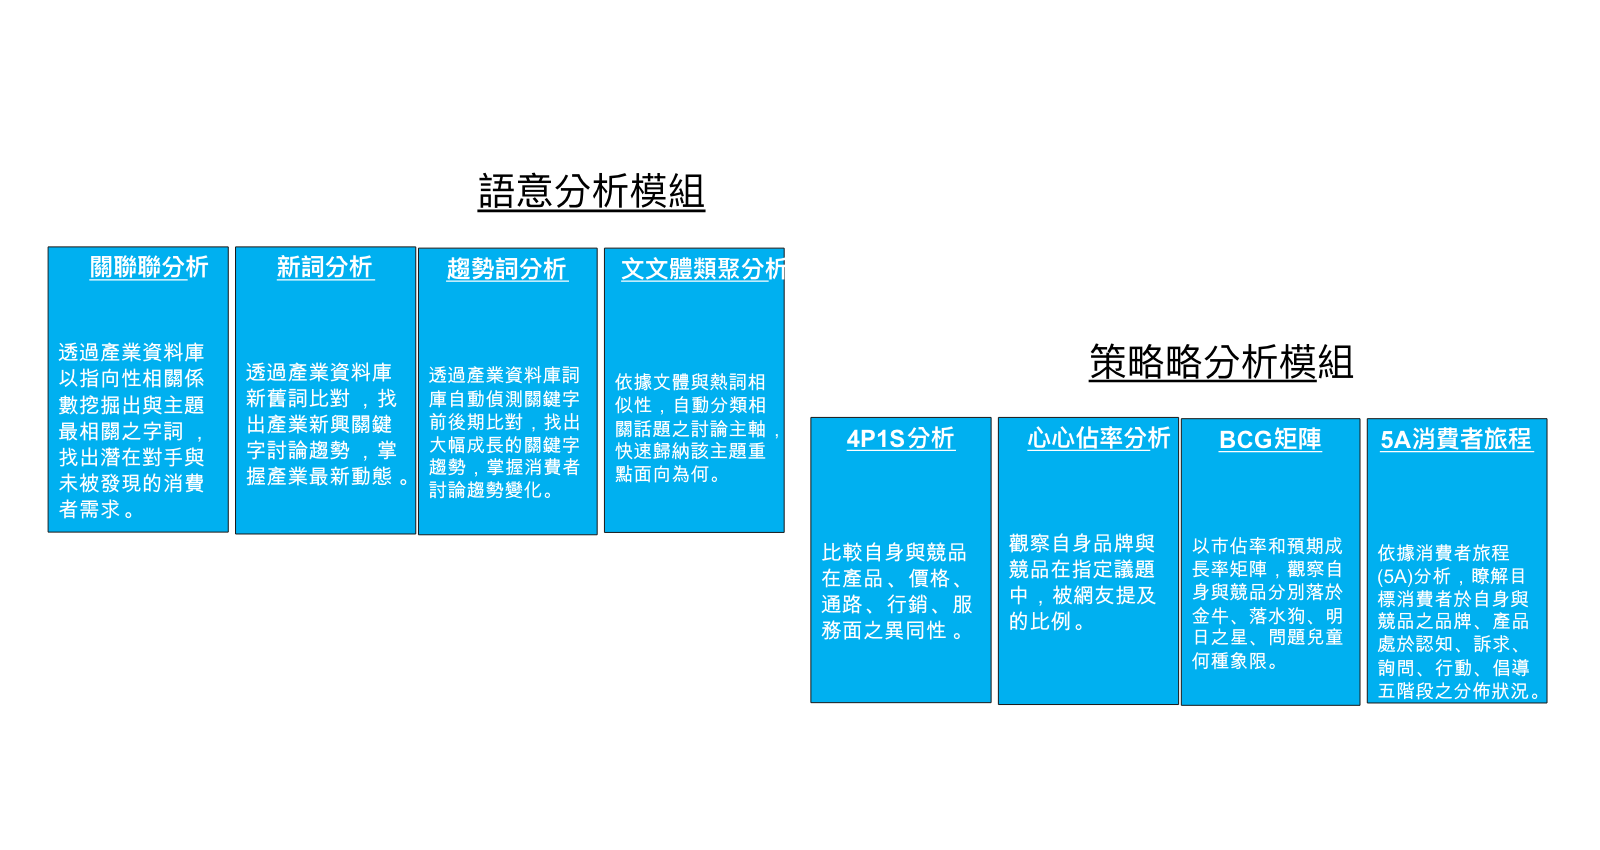 語意分析模組
關聯聯分析
透過產業資料庫
以指向性相關係
數挖掘出與主題
最相關之字詞，
找出潛在對手與
未被發現的消費
者需求。
新詞分析
透過產業資料庫
新舊詞比對，找
出產業新興關鍵
字討論趨勢，掌
握產業最新動態。
趨勢詞分析
透過產業資料庫詞
庫自動偵測關鍵字
前後期比對，找出
大幅成長的關鍵字
趨勢，掌握消費者
討論趨勢變化。
文文體類聚分析
依據文體與熱詞相
似性，自動分類相
關話題之討論主軸，
快速歸納該主題重
點面向為何。
策略略分析模組
4P1S分析
比較自身與競品
在產品、價格、
通路、行銷、服
務面之異同性。
心心佔率分析
觀察自身品牌與
競品在指定議題
中，被網友提及
的比例。
BCG矩陣
以市佔率和預期成
長率矩陣，觀察自
身與競品分別落於
金牛、落水狗、明
日之星、問題兒童
何種象限。
5A消費者旅程
依據消費者旅程
(5A)分析，瞭解目
標消費者於自身與
競品之品牌、產品
處於認知、訴求、
詢問、行動、倡導
五階段之分佈狀況。